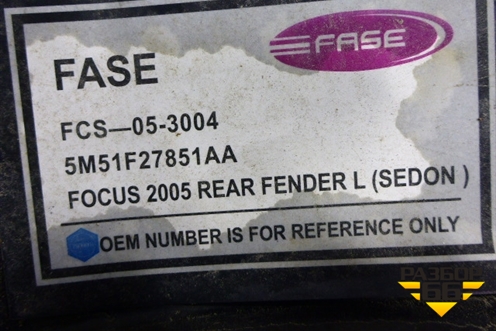 FASE
FASE
FCS—05-3004
5M51F27851AA
FOCUS 2005 REAR FENDER L (SEDON )
OEM NUMBER IS FOR REFERENCE ONLY
РАЗБОР
66